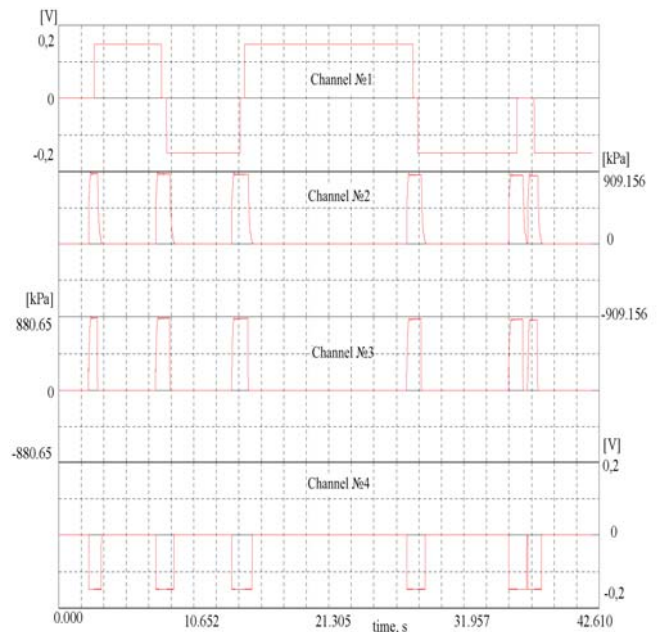 [V]
0,2
Channel №1
0
-0,2
[kPa]
909.156
Channel №2
0
[kPa]
-909.156
880.65
Channel №3
0
-880.65
[V]
0,2
Channel №4
0
-0,2
0.000
10.652
21.305
31.957
42.610
time, s